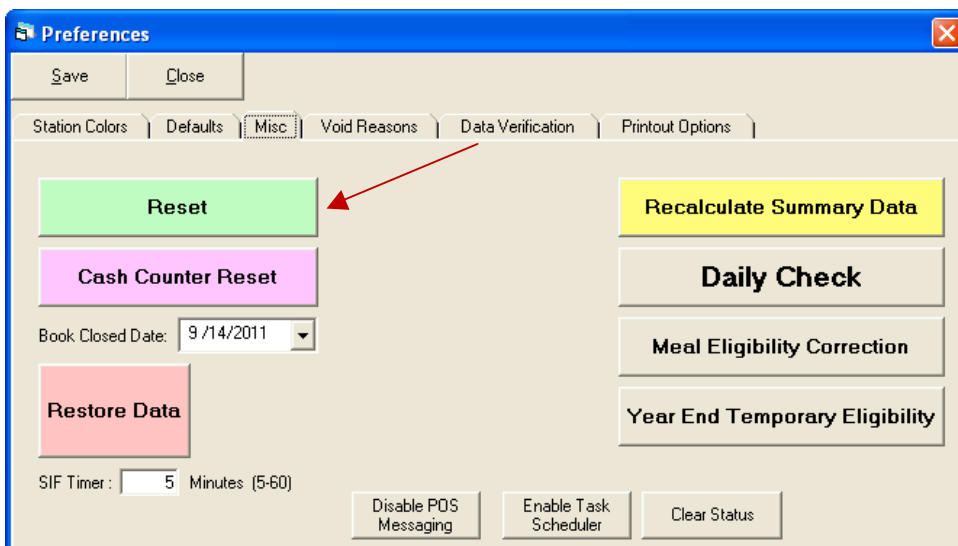 Preferences
Save Close
Station Colors Defaults Misc Void Reasons Data Verification Printout Options
Reset
Recalculate Summary Data
Cash Counter Reset
Daily Check
Book Closed Date: 9 /14/2011
Meal Eligibility Correction
Restore Data
Year End Temporary Eligibility
SIF Timer : 5 Minutes (5-60)
Disable POS
Messaging
Enable Task
Scheduler
Clear Status